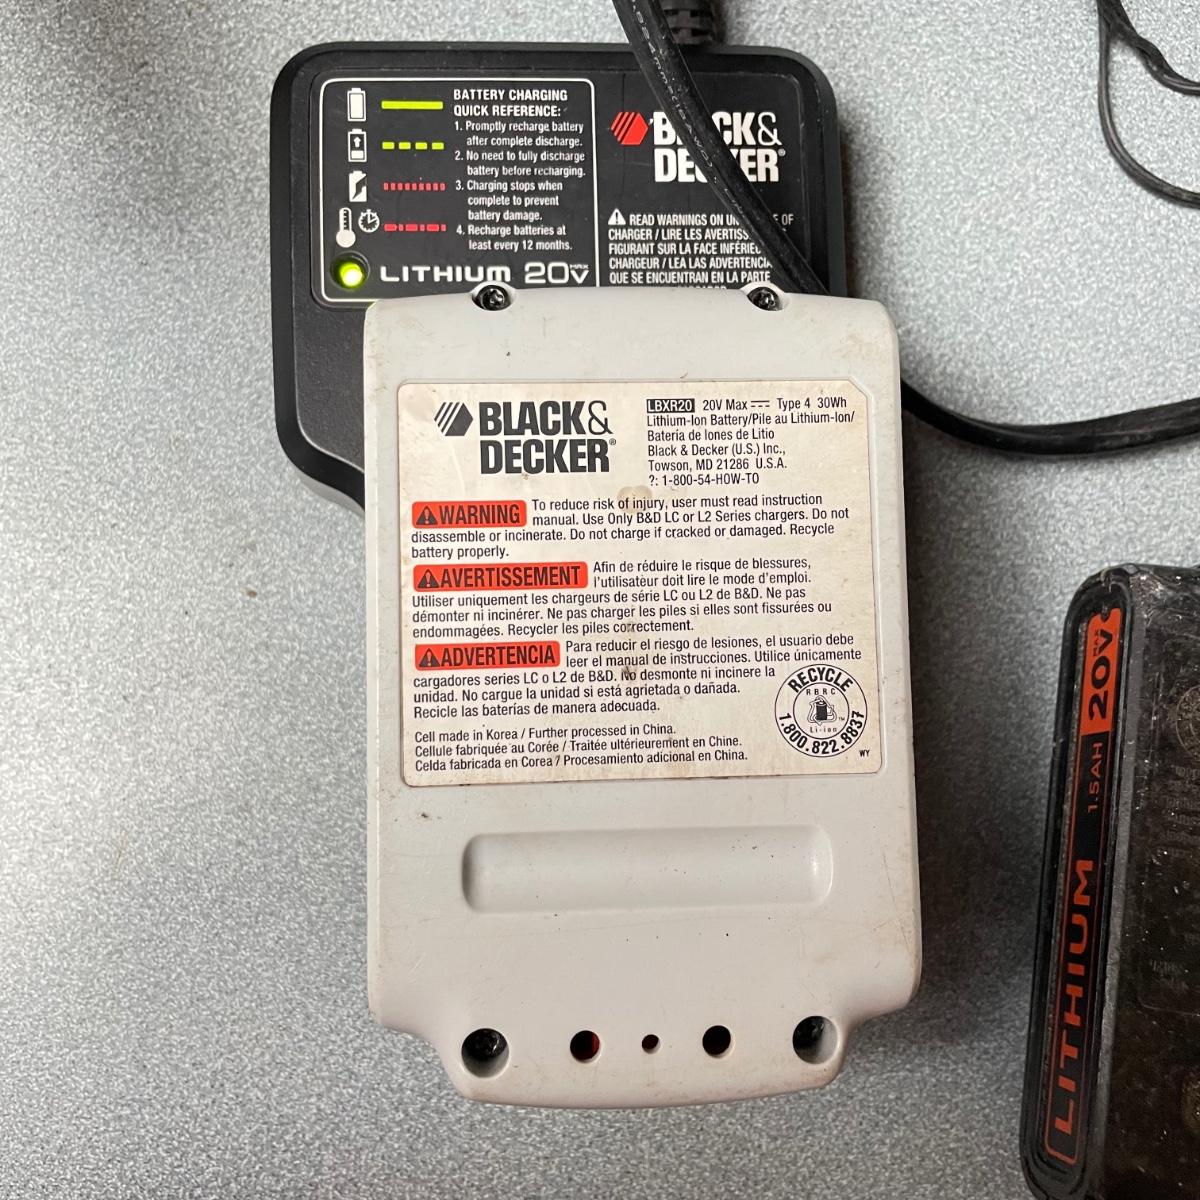 BATTERY CHARGING
QUICK REFERENCE:
1. Promptly recharge battery
after complete discharge.
2. No need to fully discharge
battery before recharging.
3. Charging stops when
complete to prevent
battery damage.
4. Recharge batteries at
least every 12 months.
LITHIUM 20V MAX
BLACK&
DECKER
READ WARNINGS ON OF
CHARGER / LIRE LES
FIGURANT SUR LA FACE
CHARGEUR / LEA LAS
QUE SE ENCUENTRAN EN LA PARTE
BLACK&
DECKER®
LBXR20 20V Max Type 4 30Wh
Lithium-Ion Battery/Pile au Lithium-Ion/
Batería de Iones de Litio
Black & Decker (U.S.) Inc.,
Towson, MD 21286 U.S.A.
?: 1-800-54-HOW-TO
WARNING To reduce risk of injury, user must read instruction
manual. Use Only B&D LC or L2 Series chargers. Do not
disassemble or incinerate. Do not charge if cracked or damaged. Recycle
battery properly.
AVERTISSEMENT Afin de réduire le risque de blessures,
l'utilisateur doit lire le mode d'emploi.
Utiliser uniquement les chargeurs de série LC ou L2 de B&D. Ne pas
démonter ni incinérer. Ne pas charger les piles si elles sont fissurées ou
endommagées. Recycler les piles correctement.
ADVERTENCIA Para reducir el riesgo de lesiones, el usuario debe
leer el manual de instrucciones. Utilice únicamente
cargadores series LC o L2 de B&D. No desmonte ni incinere la
unidad. No cargue la unidad si está agrietada o dañada.
Recicle las baterías de manera adecuada.
Cell made in Korea / Further processed in China.
Cellule fabriquée au Corée / Traitée ultérieurement en Chine.
Celda fabricada en Corea / Procesamiento adicional en China.
RECYCLE
RBRC
Li-ion
1.800.822.8837
WY
LITHIUM 1.5AH 20V MAX